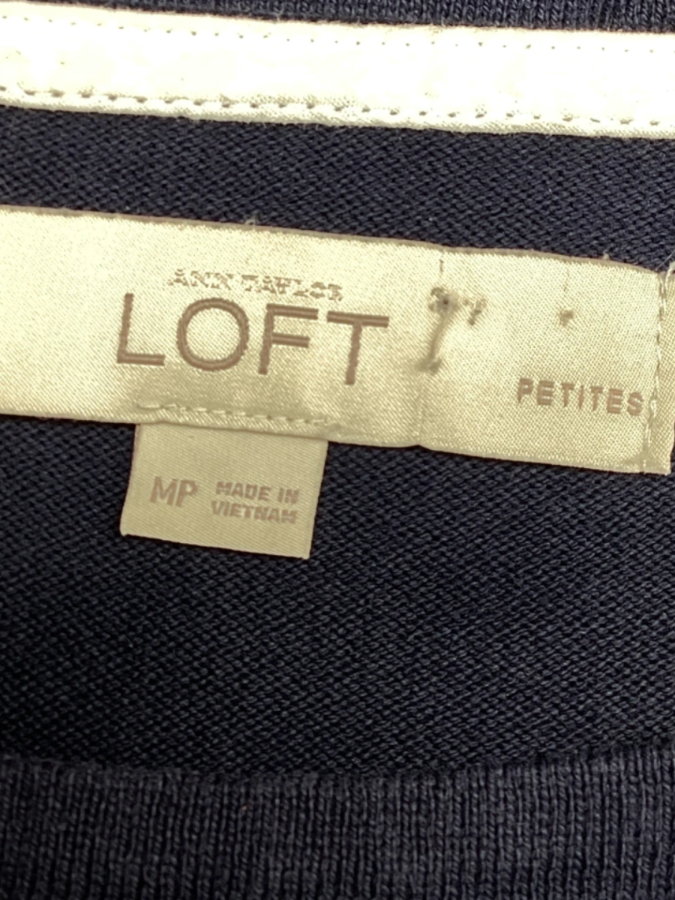 ANN TAYLOR
LOFT
PETITES
MP
MADE IN
VIETNAM